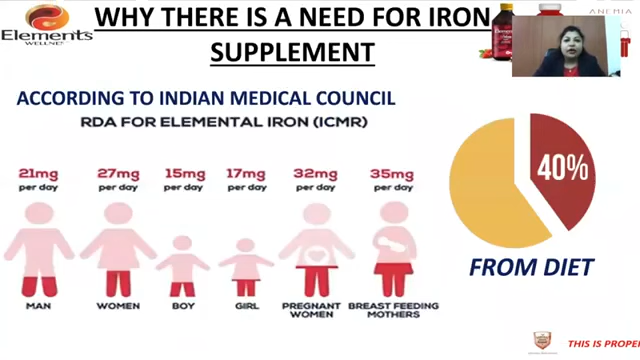 Elements
WELLNESS
WHY THERE IS A NEED FOR IRON
SUPPLEMENT
ANEMIA
ACCORDING TO INDIAN MEDICAL COUNCIL
RDA FOR ELEMENTAL IRON (ICMR)
21mg
per day
27mg
per day
15mg
per day
17mg
per day
32mg
per day
35mg
per day
MAN
WOMEN
BOY
GIRL
PREGNANT
WOMEN
BREAST FEEDING
MOTHERS
40%
FROM DIET
THIS IS PROPE